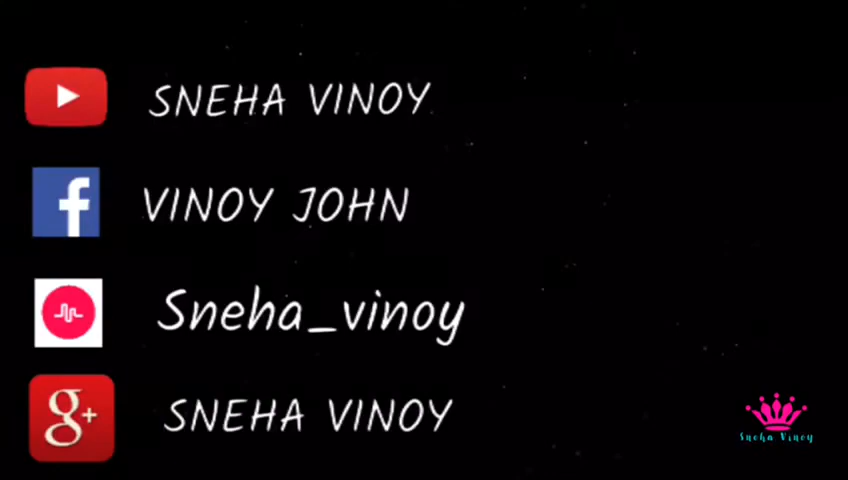 SNEHA VINOY
f VINOY JOHN
Sneha_vinoy
g+ SNEHA VINOY
Sneha Vinoy